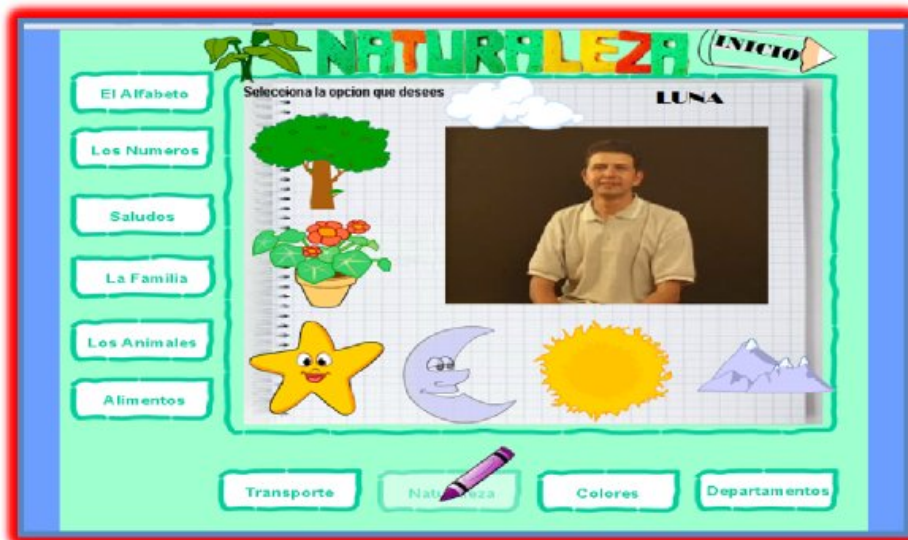 NATURALEZA
INICIO
Selecciona la opcion que desees
LUNA
El Alfabeto
Los Numeros
Saludos
La Familia
Los Animales
Alimentos
Transporte
Naturaleza
Colores
Departamentos